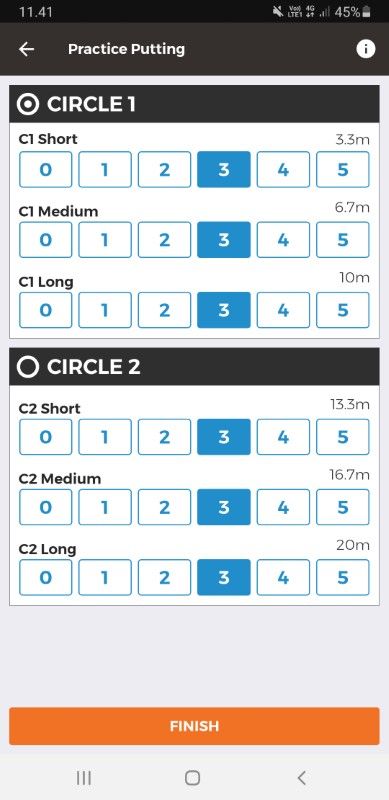 11.41 Vo)) LTE1 4G 45%
Practice Putting
CIRCLE 1
C1 Short 3.3m
0 1 2 3 4 5
C1 Medium 6.7m
0 1 2 3 4 5
C1 Long 10m
0 1 2 3 4 5
CIRCLE 2
C2 Short 13.3m
0 1 2 3 4 5
C2 Medium 16.7m
0 1 2 3 4 5
C2 Long 20m
0 1 2 3 4 5
FINISH